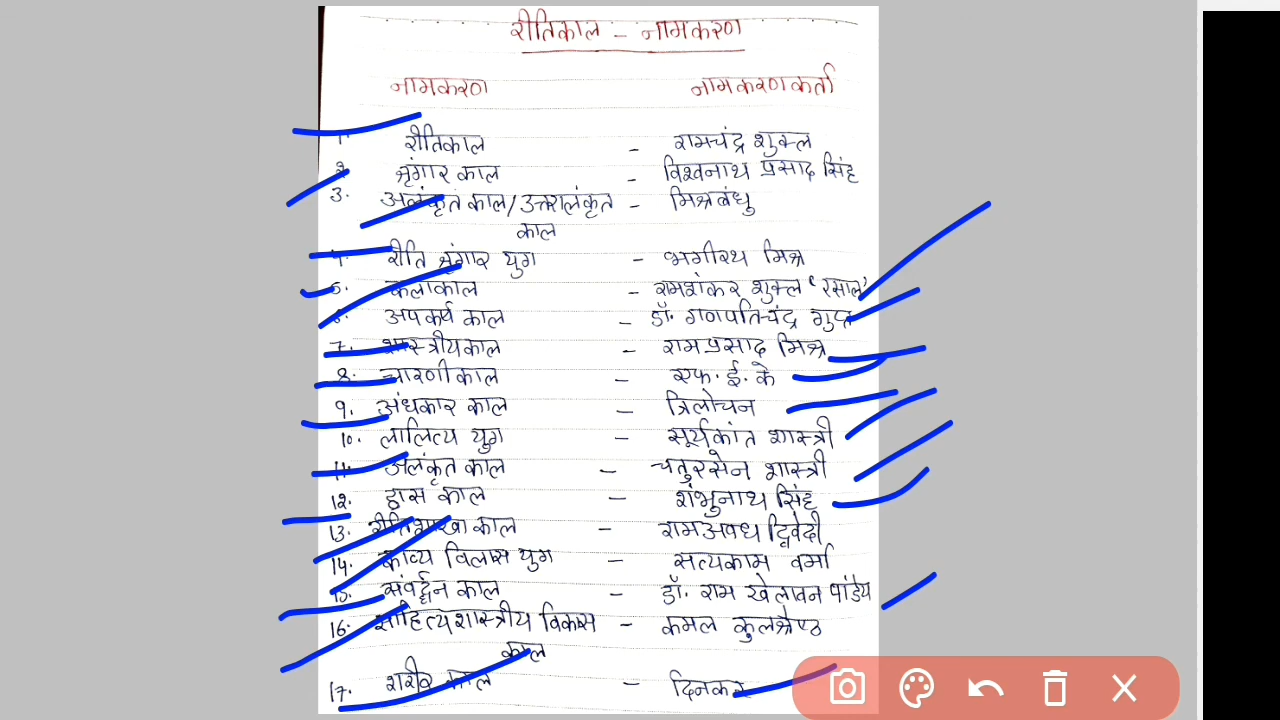 रीतिकाल - नामकरण
नामकरण नामकरणकर्ता
1. रीतिकाल - रामचंद्र शुक्ल
2. श्रृंगार काल - विश्वनाथ प्रसाद सिंह
3. अलंकृत काल/उत्तरालंकृत - मिश्रबंधु
काल
4. रीति श्रृंगार युग - भगीरथ मिश्र
5. कलाकाल - रामशंकर शुक्ल 'रसाल'
6. अपकर्ष काल - डॉ. गणपतिचंद्र गुप्त
7. शास्त्रीयकाल - रामप्रसाद मिश्र
8. चारणीकाल - एफ. ई. के
9. अंधकार काल - त्रिलोचन
10. लालित्य युग - सूर्यकांत शास्त्री
11. अलंकृत काल - चतुरसेन शास्त्री
12. ह्रास काल - शंभुनाथ सिंह
13. रीतिशाखा काल - रामअवध द्विवेदी
14. काव्य विलास युग - सत्यकाम वर्मा
15. संवर्द्धन काल - डॉ. राम खेलावन पांडेय
16. साहित्यशास्त्रीय विकास - कमल कुलश्रेष्ठ
काल
17. शरीर काल - दिनकर